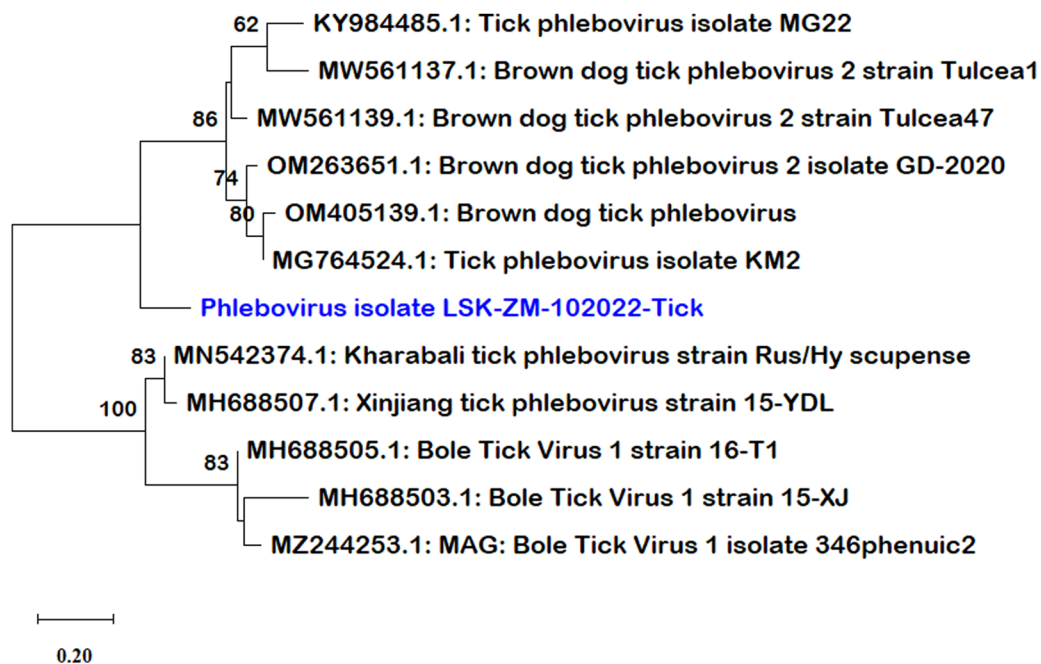 62
KY984485.1: Tick phlebovirus isolate MG22
MW561137.1: Brown dog tick phlebovirus 2 strain Tulcea1
86
MW561139.1: Brown dog tick phlebovirus 2 strain Tulcea47
OM263651.1: Brown dog tick phlebovirus 2 isolate GD-2020
74
80
OM405139.1: Brown dog tick phlebovirus
MG764524.1: Tick phlebovirus isolate KM2
Phlebovirus isolate LSK-ZM-102022-Tick
83
MN542374.1: Kharabali tick phlebovirus strain Rus/Hy scupense
100
MH688507.1: Xinjiang tick phlebovirus strain 15-YDL
83
MH688505.1: Bole Tick Virus 1 strain 16-T1
MH688503.1: Bole Tick Virus 1 strain 15-XJ
MZ244253.1: MAG: Bole Tick Virus 1 isolate 346phenuic2
0.20